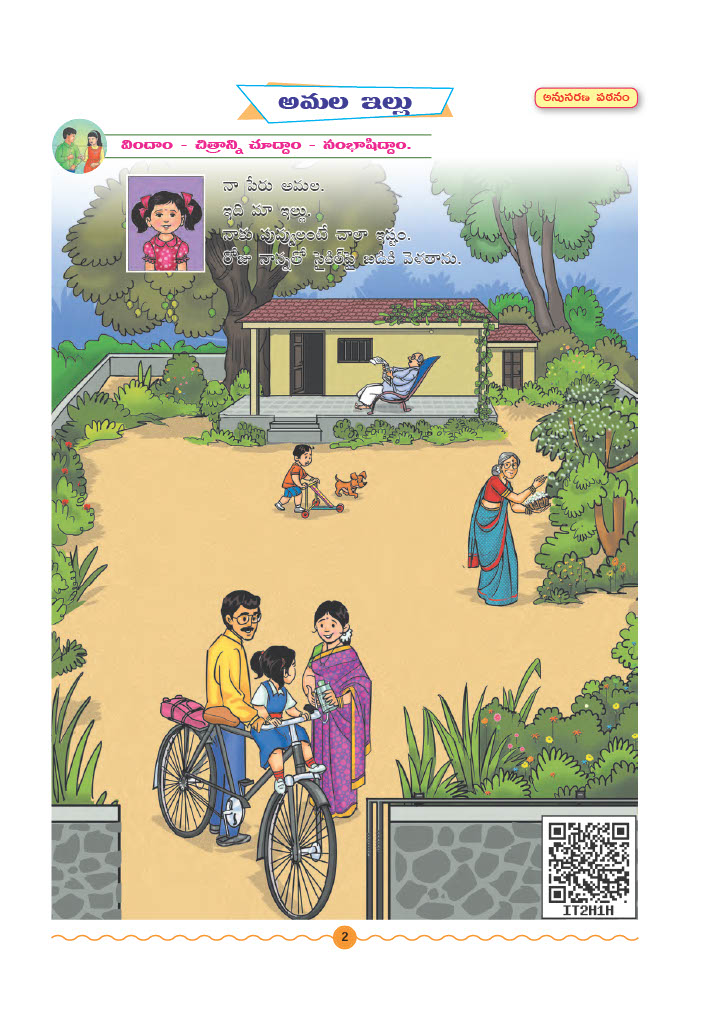 అమల ఇల్లు
అనుసరణ పఠనం
విందాం - చిత్రాన్ని చూద్దాం - సంభాషిద్దాం.
నా పేరు అమల.
ఇది మా ఇల్లు.
నాకు పువ్వులంటే చాలా ఇష్టం.
రోజూ నాన్నతో సైకిల్‌పై బడికి వెళతాను.
IT2H1H
2